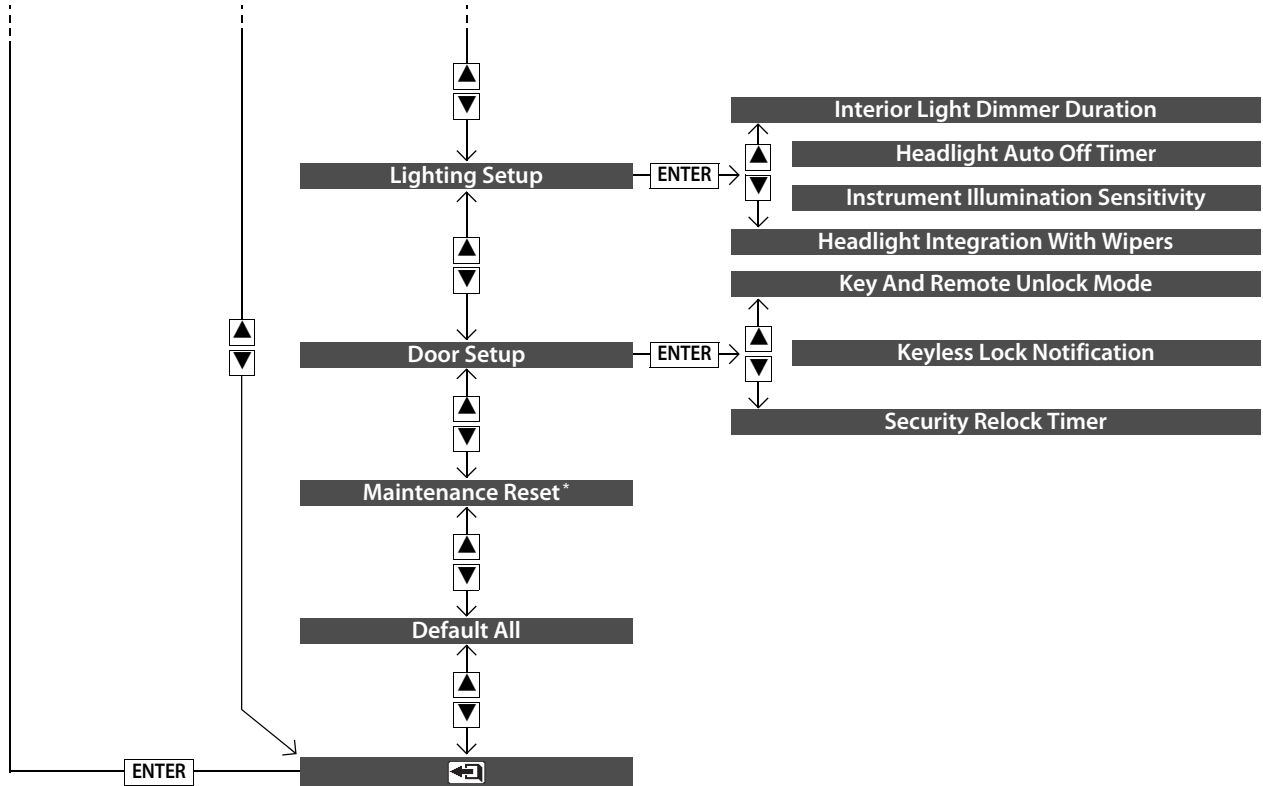 Interior Light Dimmer Duration
Headlight Auto Off Timer
Lighting Setup
ENTER
Instrument Illumination Sensitivity
Headlight Integration With Wipers
Key And Remote Unlock Mode
Door Setup
ENTER
Keyless Lock Notification
Security Relock Timer
Maintenance Reset*
Default All
ENTER